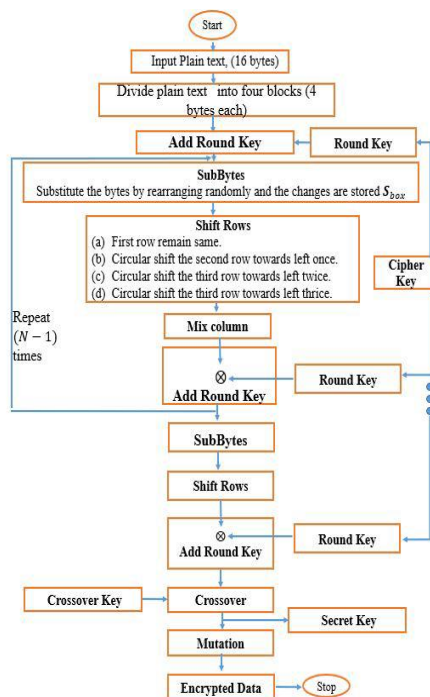 Start
Input Plain text, (16 bytes)
Divide plain text into four blocks (4
bytes each)
Add Round Key
Round Key
SubBytes
Substitute the bytes by rearranging randomly and the changes are stored S_box
Shift Rows
(a) First row remain same.
(b) Circular shift the second row towards left once.
(c) Circular shift the third row towards left twice.
(d) Circular shift the third row towards left thrice.
Cipher
Key
Repeat
(N − 1)
times
Mix column
⊗
Add Round Key
Round Key
SubBytes
Shift Rows
⊗
Add Round Key
Round Key
Crossover Key
Crossover
Secret Key
Mutation
Encrypted Data
Stop